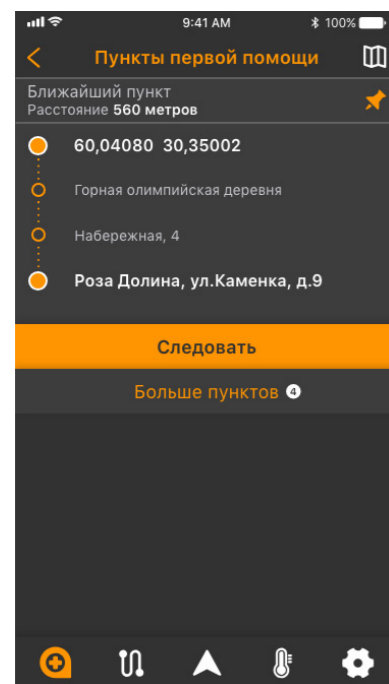 9:41 AM 100%
Пункты первой помощи
Ближайший пункт
Расстояние 560 метров
60,04080 30,35002
Горная олимпийская деревня
Набережная, 4
Роза Долина, ул.Каменка, д.9
Следовать
Больше пунктов 4